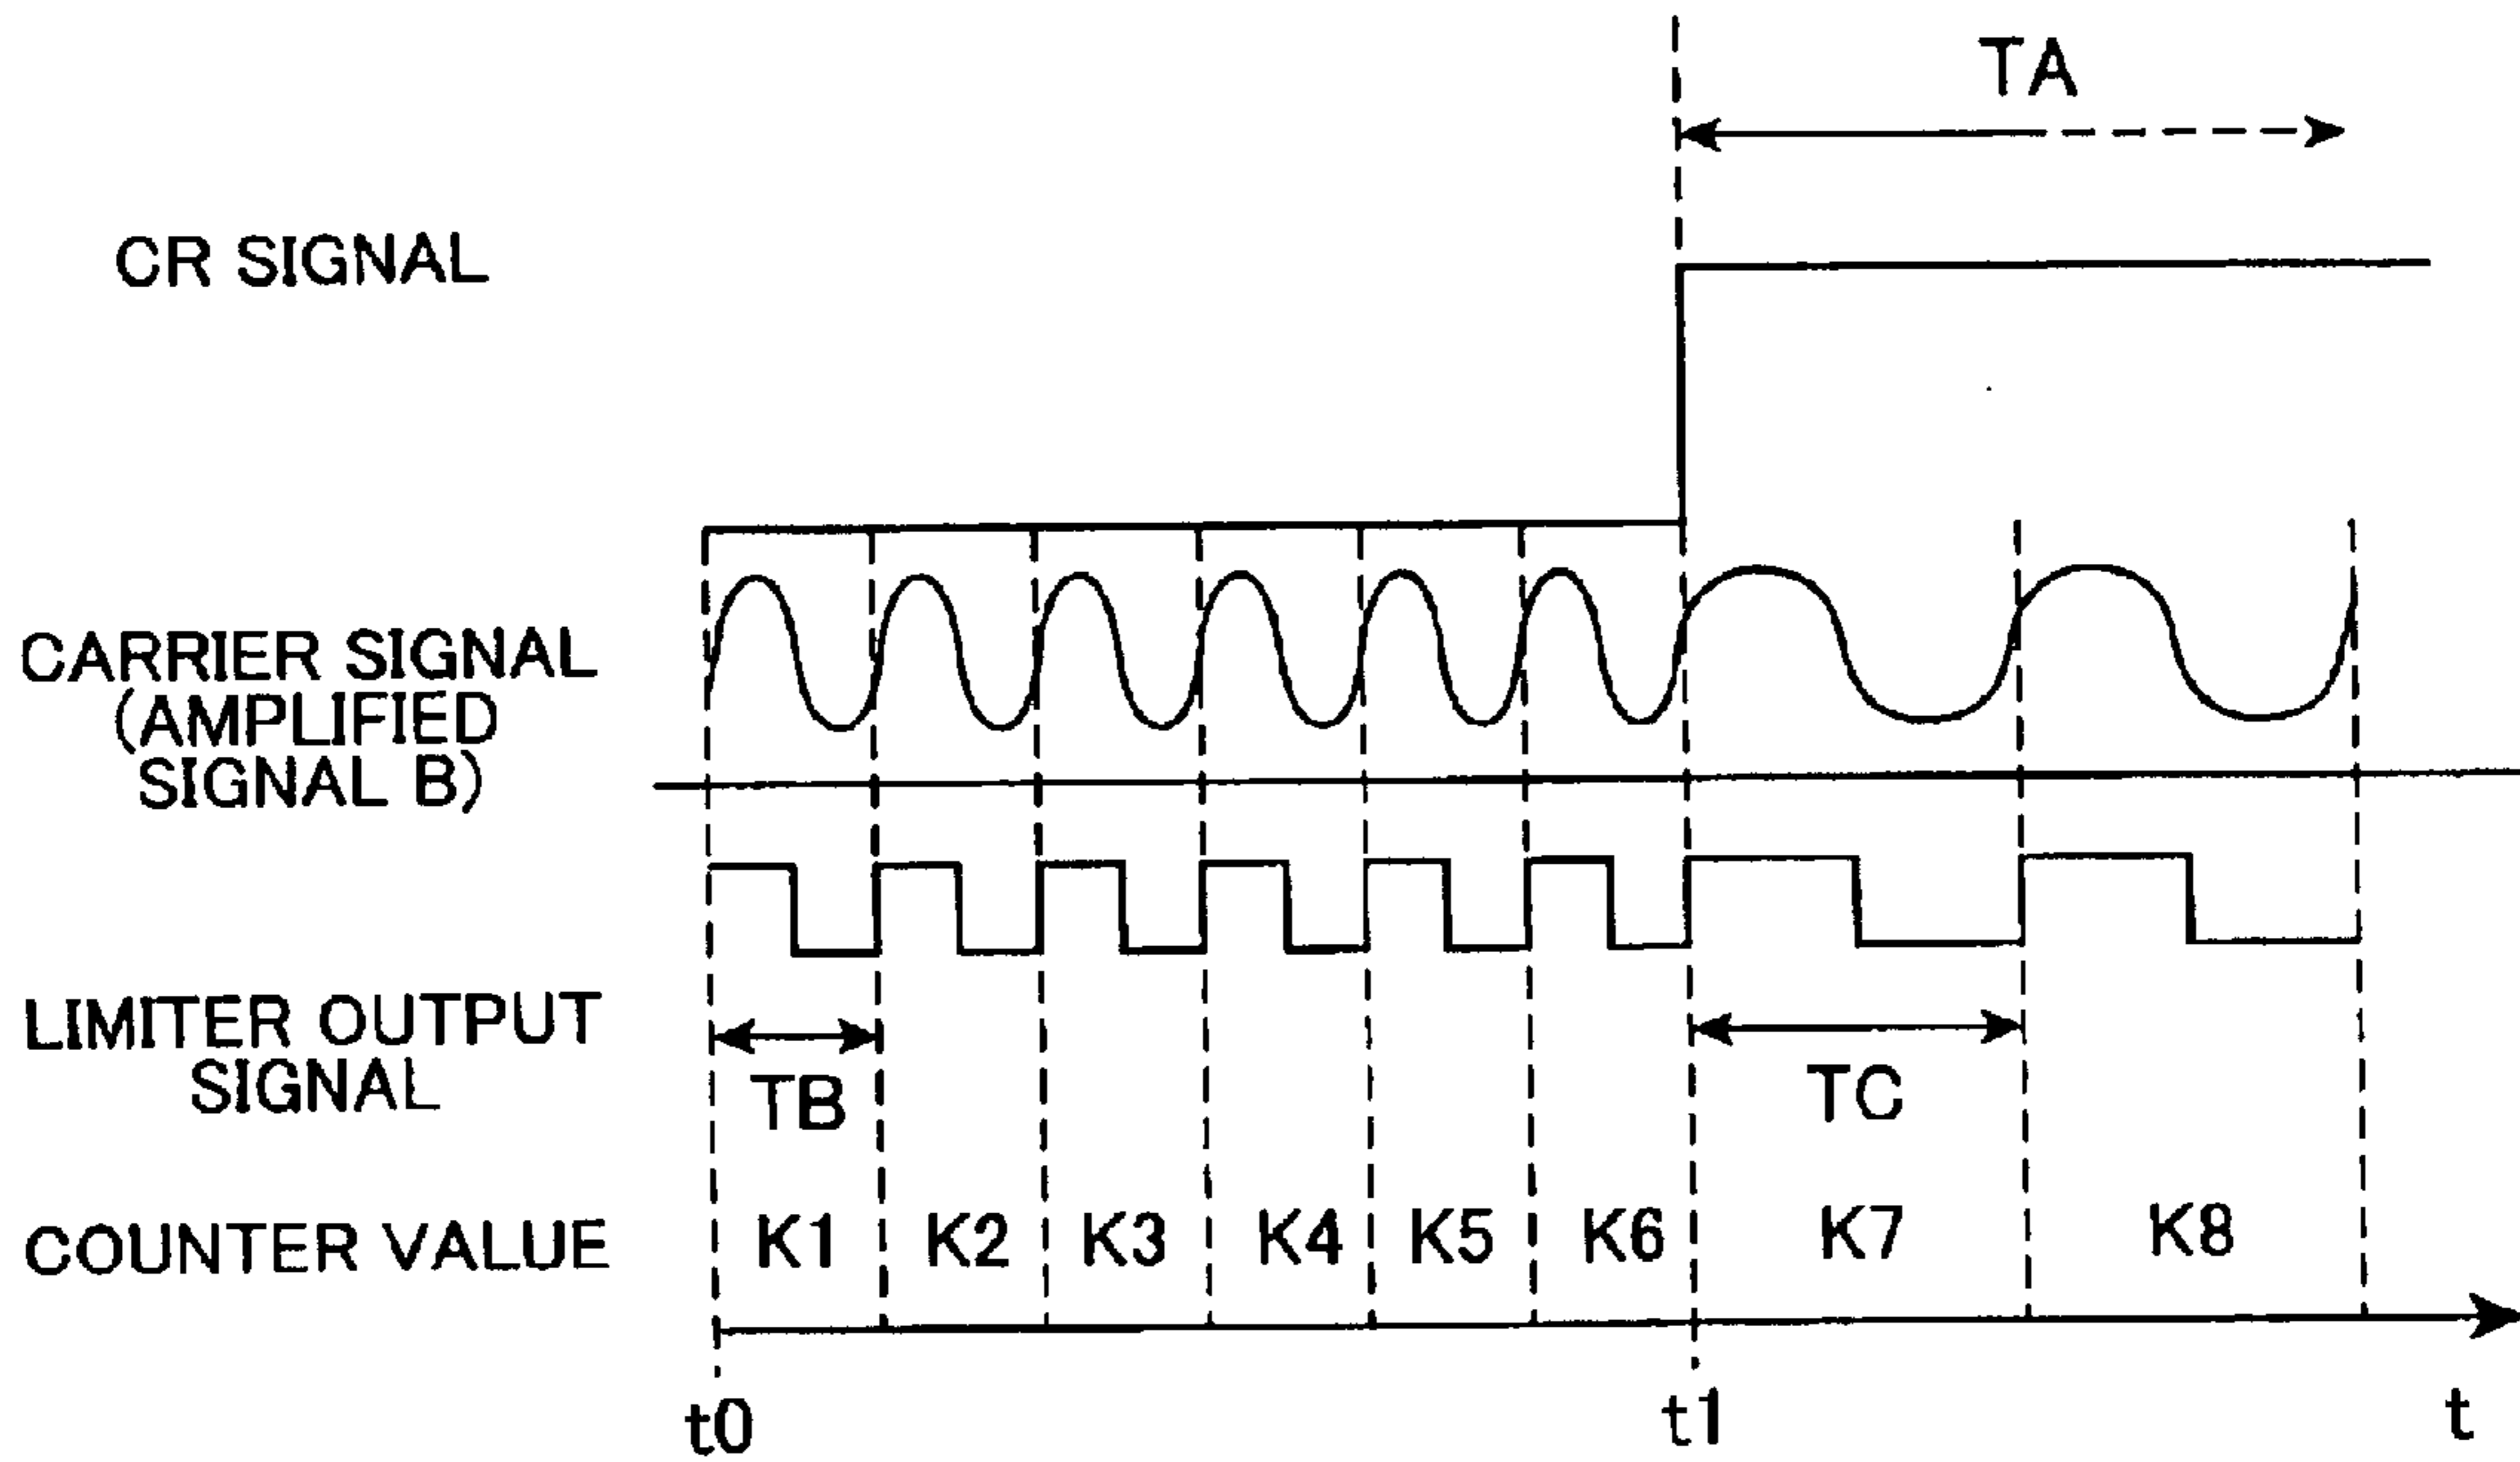 TA
CR SIGNAL
CARRIER SIGNAL
(AMPLIFIED
SIGNAL B)
LIMITER OUTPUT
SIGNAL
TB
TC
COUNTER VALUE
K1 K2 K3 K4 K5 K6 K7 K8
t0 t1 t